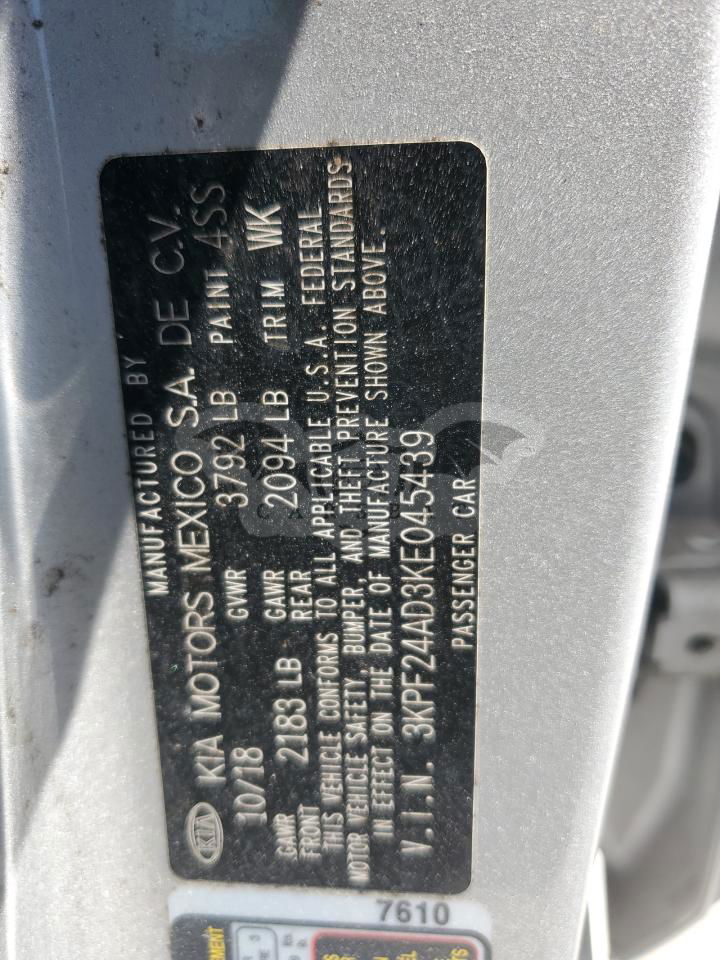 MANUFACTURED BY
KIA KIA MOTORS MEXICO S.A. DE C.V.
10/18 GVWR 3792 LB PAINT 4SS
GAWR FRONT 2183 LB GAWR REAR 2094 LB TRIM WK
THIS VEHICLE CONFORMS TO ALL APPLICABLE U.S.A. FEDERAL
MOTOR VEHICLE SAFETY, BUMPER, AND THEFT PREVENTION STANDARDS
IN EFFECT ON THE DATE OF MANUFACTURE SHOWN ABOVE.
V.I.N. 3KPF24AD3KE045439
PASSENGER CAR
7610